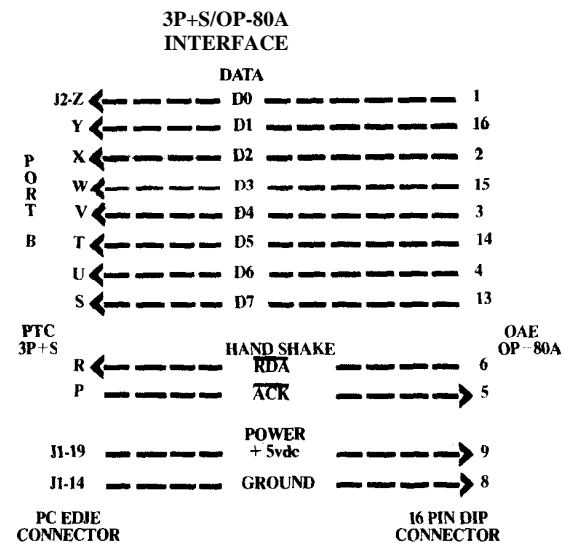 3P+S/OP-80A
INTERFACE
DATA
J2-Z D0 1
Y D1 16
X D2 2
W D3 15
V D4 3
T D5 14
U D6 4
S D7 13
PORT B
PTC
3P+S
OAE
OP-80A
HAND SHAKE
R RDA 6
P ACK 5
POWER
J1-19 + 5vdc 9
J1-14 GROUND 8
PC EDJE
CONNECTOR
16 PIN DIP
CONNECTOR